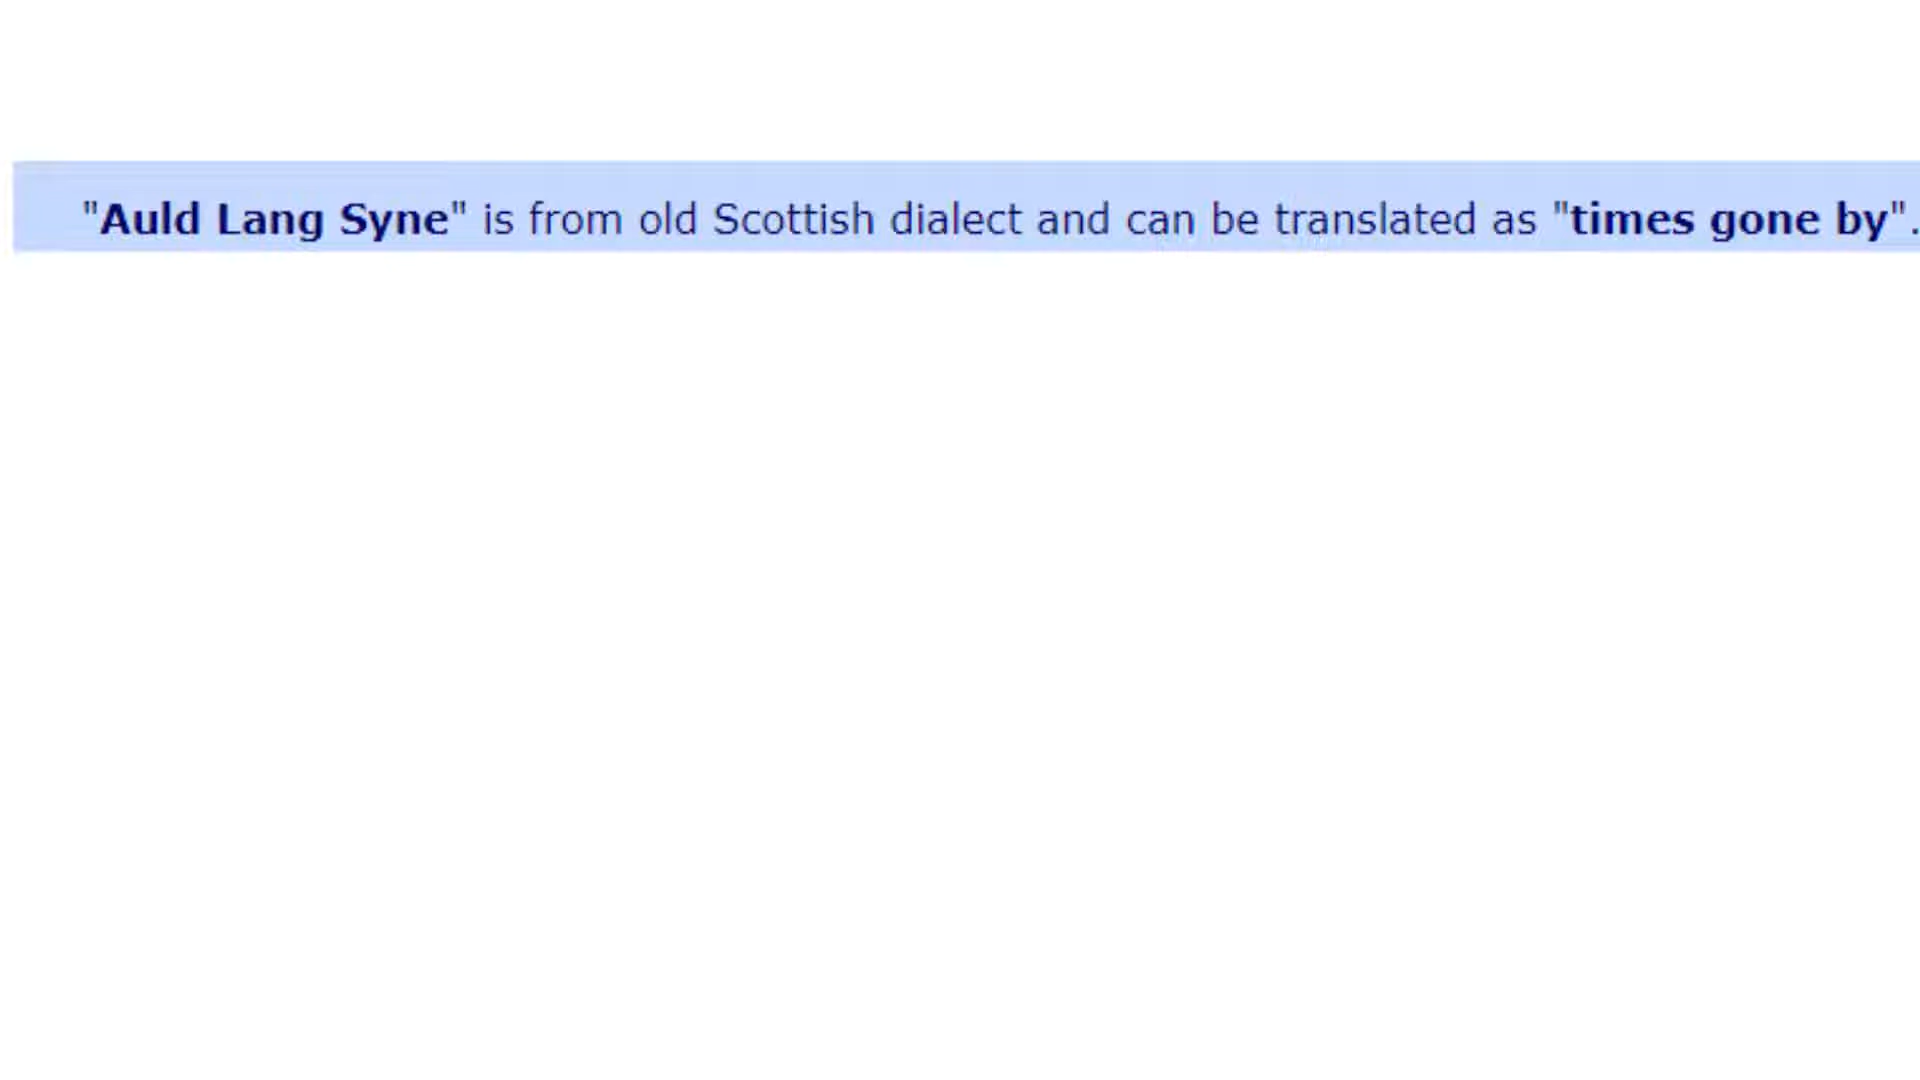 "Auld Lang Syne" is from old Scottish dialect and can be translated as "times gone by".